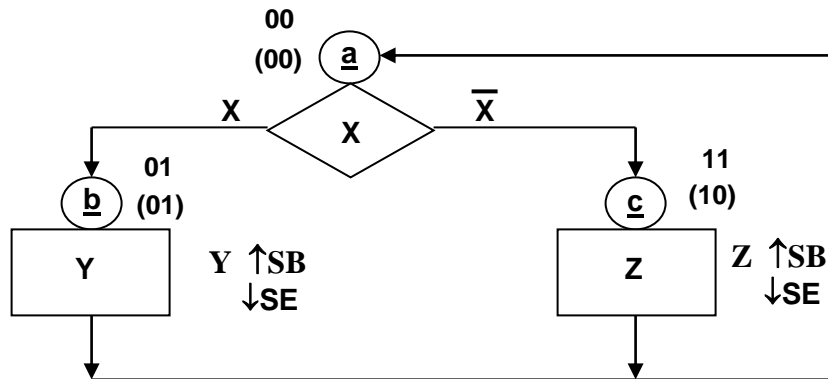 00
(00)
a
X
X̅
X
01
(01)
b
11
(10)
c
Y
Y ↑SB
↓SE
Z
Z ↑SB
↓SE